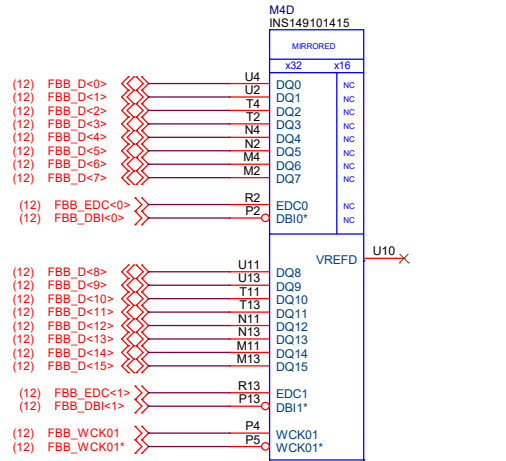 M4D
INS149101415
MIRRORED
x32 x16
(12) FBB_D<0> U4 DQ0 NC
(12) FBB_D<1> U2 DQ1 NC
(12) FBB_D<2> T4 DQ2 NC
(12) FBB_D<3> T2 DQ3 NC
(12) FBB_D<4> N4 DQ4 NC
(12) FBB_D<5> N2 DQ5 NC
(12) FBB_D<6> M4 DQ6 NC
(12) FBB_D<7> M2 DQ7 NC
(12) FBB_EDC<0> R2 EDC0 NC
(12) FBB_DBI<0> P2 DBI0* NC
VREFD U10
(12) FBB_D<8> U11 DQ8
(12) FBB_D<9> U13 DQ9
(12) FBB_D<10> T11 DQ10
(12) FBB_D<11> T13 DQ11
(12) FBB_D<12> N11 DQ12
(12) FBB_D<13> N13 DQ13
(12) FBB_D<14> M11 DQ14
(12) FBB_D<15> M13 DQ15
(12) FBB_EDC<1> R13 EDC1
(12) FBB_DBI<1> P13 DBI1*
(12) FBB_WCK01 P4 WCK01
(12) FBB_WCK01* P5 WCK01*